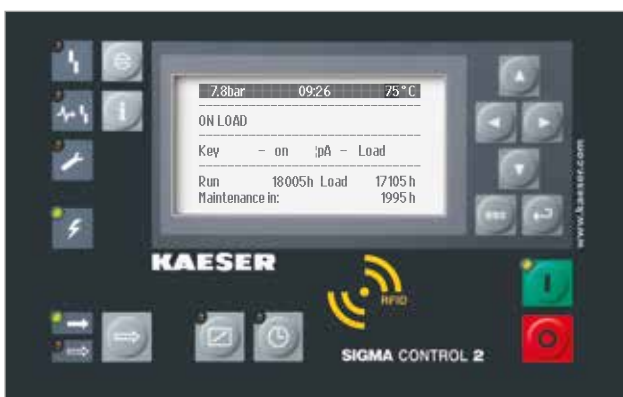 7.8bar 09:26 75°C
ON LOAD
Key - on ¦pA - Load
Run 18005h Load 17105h
Maintenance in: 1995h
esc
www.kaeser.com
KAESER
RFID
I
SIGMA CONTROL 2